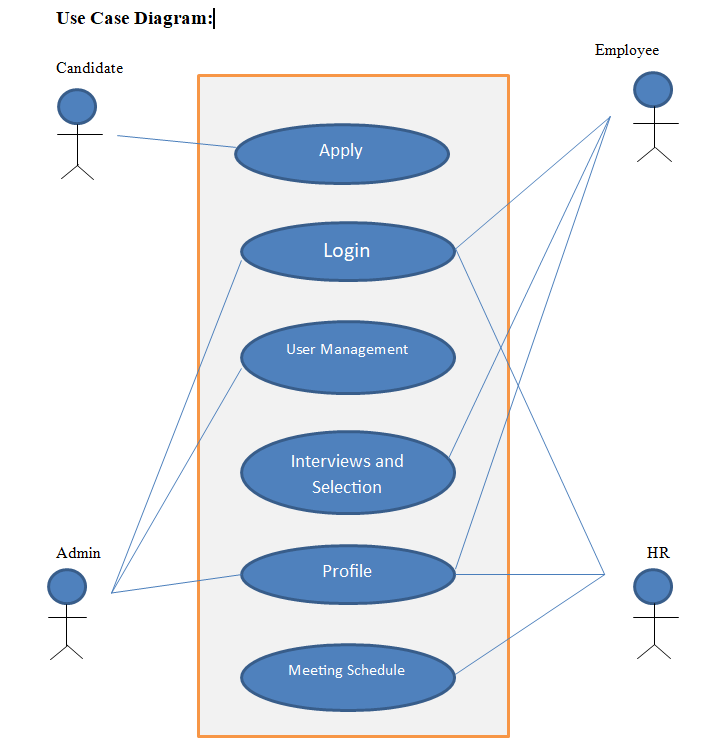 Use Case Diagram:
Employee
Candidate
Apply
Login
User Management
Interviews and
Selection
Admin
HR
Profile
Meeting Schedule